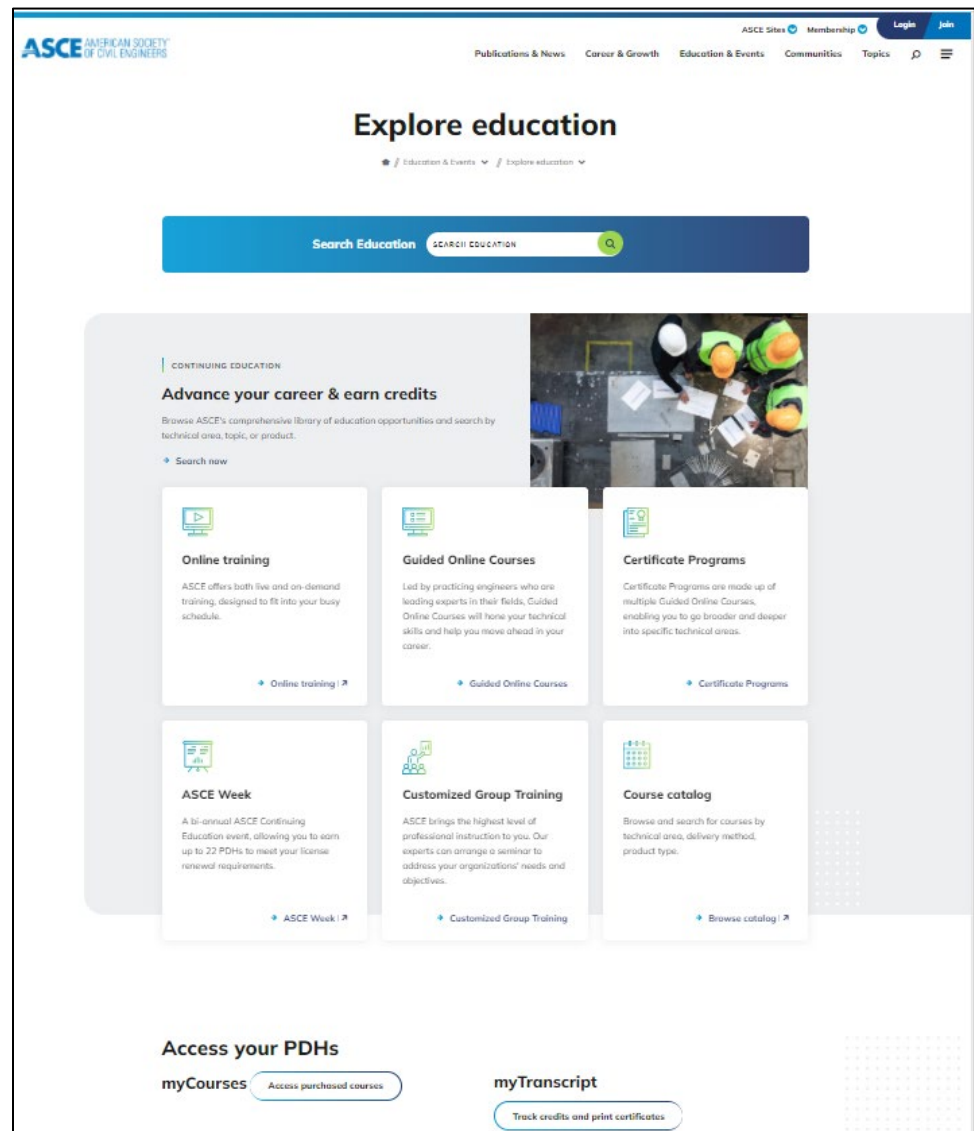 ASCE Sites Membership Login Join
ASCE AMERICAN SOCIETY
OF CIVIL ENGINEERS
Publications & News Career & Growth Education & Events Communities Topics
Explore education
/ Education & Events / Explore education
Search Education SEARCH EDUCATION
CONTINUING EDUCATION
Advance your career & earn credits
Browse ASCE's comprehensive library of education opportunities and search by
technical area, topic, or product.
Search now
Online training
ASCE offers both live and on-demand
training, designed to fit into your busy
schedule.
Online training
Guided Online Courses
Led by practicing engineers who are
leading experts in their fields, Guided
Online Courses will hone your technical
skills and help you move ahead in your
career.
Guided Online Courses
Certificate Programs
Certificate Programs are made up of
multiple Guided Online Courses,
enabling you to go broader and deeper
into specific technical areas.
Certificate Programs
ASCE Week
A bi-annual ASCE Continuing
Education event, allowing you to earn
up to 22 PDHs to meet your license
renewal requirements.
ASCE Week
Customized Group Training
ASCE brings the highest level of
professional instruction to you. Our
experts can arrange a seminar to
address your organizations' needs and
objectives.
Customized Group Training
Course catalog
Browse and search for courses by
technical area, delivery method,
product type.
Browse catalog
Access your PDHs
myCourses Access purchased courses
myTranscript
Track credits and print certificates